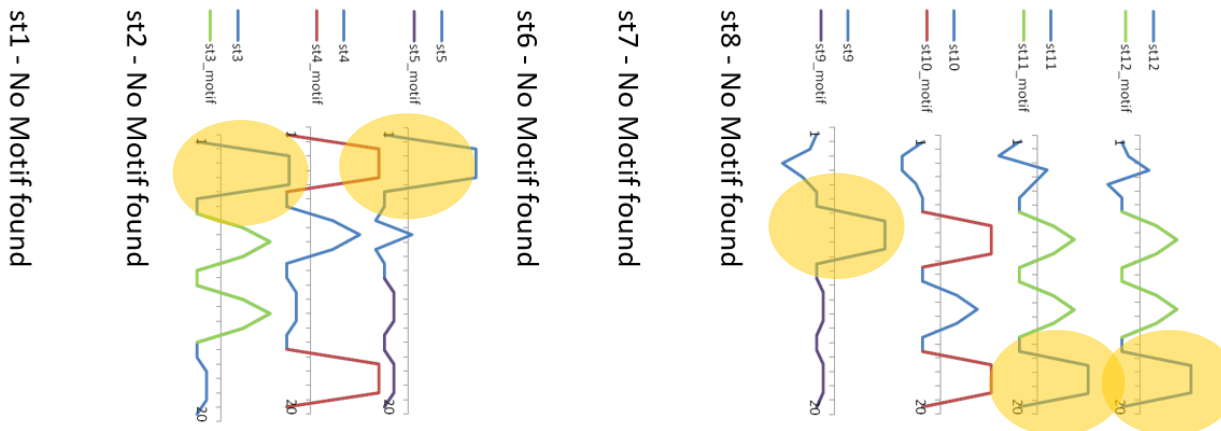 st12
st12_motif
1 20
st11
st11_motif
1 20
st10
st10_motif
1 20
st9
st9_motif
1 20
st8 - No Motif found
st7 - No Motif found
st6 - No Motif found
st5
st5_motif
1 20
st4
st4_motif
1 20
st3
st3_motif
1 20
st2 - No Motif found
st1 - No Motif found